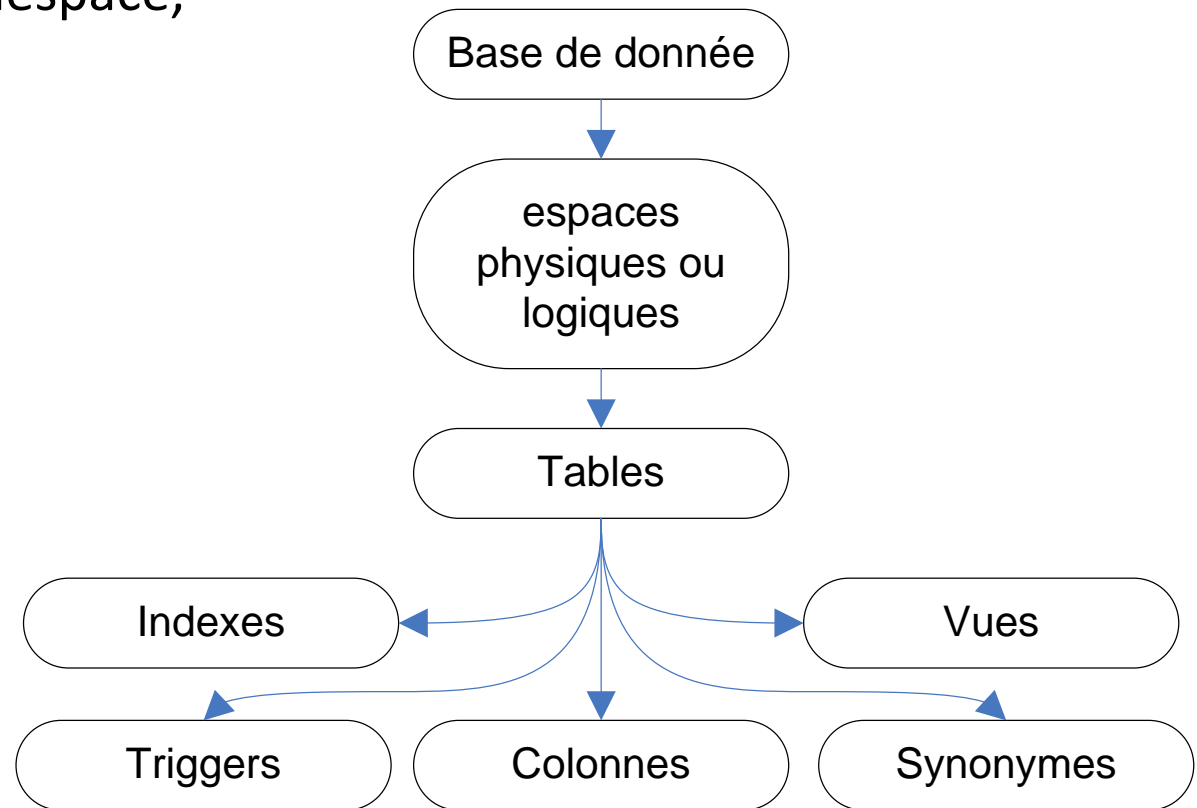 espace,
Base de donnée
espaces
physiques ou
logiques
Tables
Indexes
Vues
Triggers
Colonnes
Synonymes